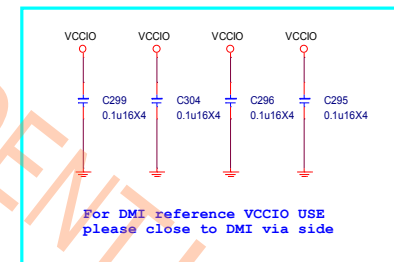 VCCIO VCCIO VCCIO VCCIO
C299 C304 C296 C295
0.1u16X4 0.1u16X4 0.1u16X4 0.1u16X4
For DMI reference VCCIO USE
please close to DMI via side